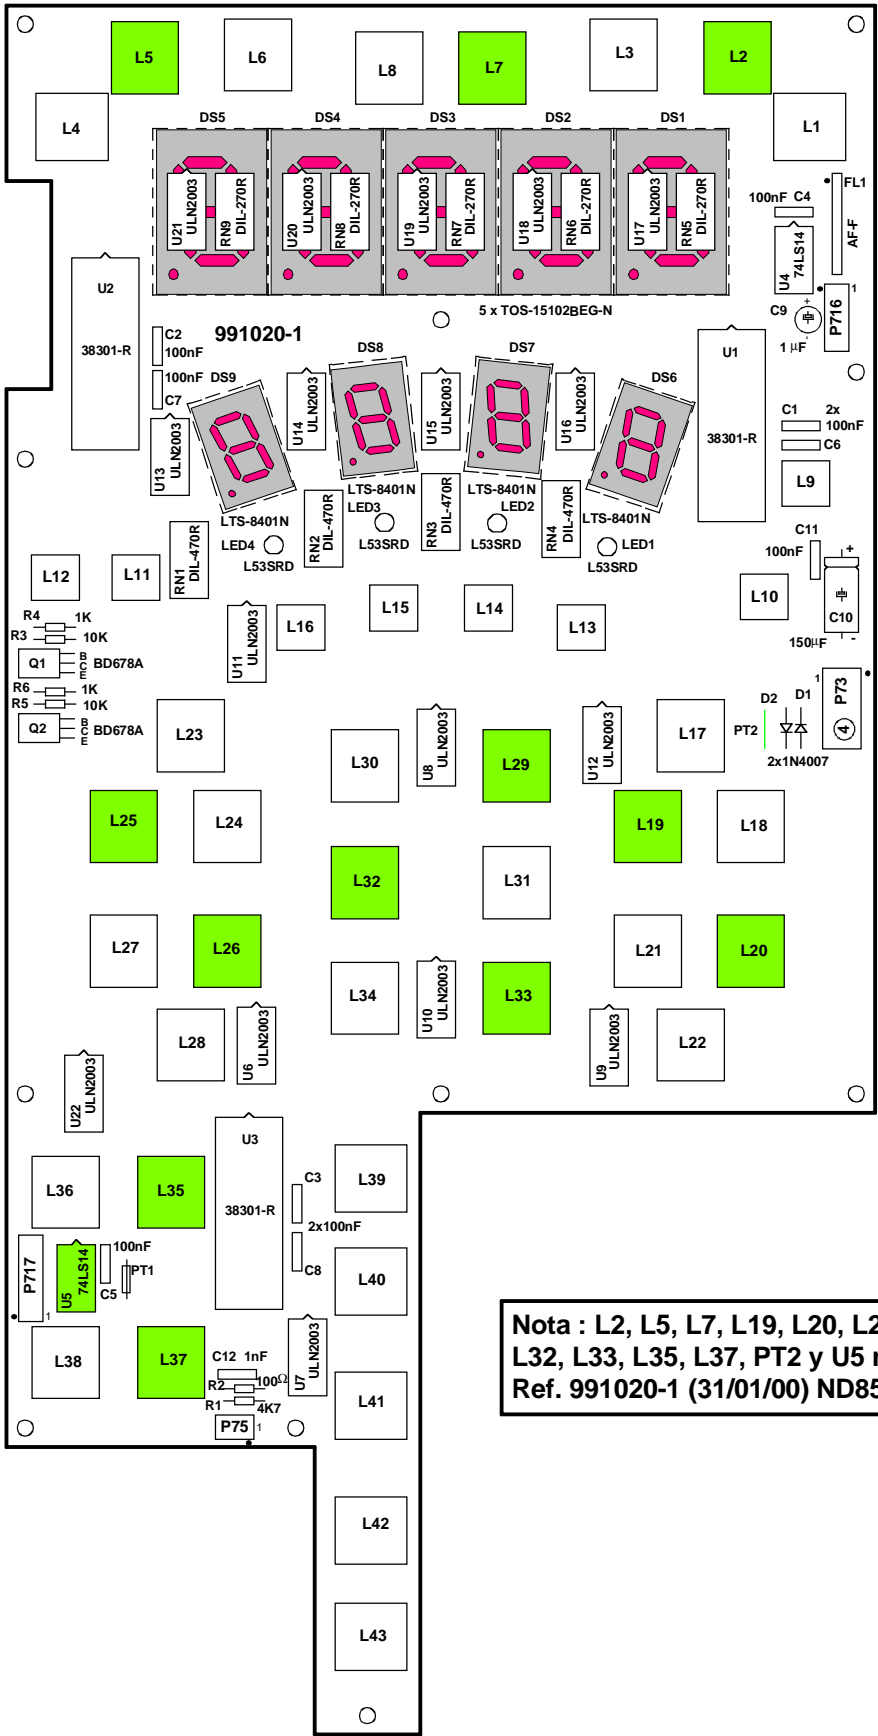 L5
L6
L8
L7
L3
L2
L4
L1
DS5
DS4
DS3
DS2
DS1
U21
ULN2003
RN9
DIL-270R
U20
ULN2003
RN8
DIL-270R
U19
ULN2003
RN7
DIL-270R
U18
ULN2003
RN6
DIL-270R
U17
ULN2003
RN5
DIL-270R
FL1
AF-F
100nF C4
U4
74LS14
U2
38301-R
5 x TOS-15102BEG-N
C9
+
-
1 µF
1
P716
C2
100nF
991020-1
100nF
C7
DS9
DS8
DS7
DS6
U1
38301-R
U14
ULN2003
U15
ULN2003
U16
ULN2003
U13
ULN2003
C1 2x
100nF
C6
L9
LTS-8401N
LTS-8401N
LTS-8401N
LTS-8401N
LED3
LED2
LED4
LED1
L53SRD
L53SRD
L53SRD
L53SRD
RN1
DIL-470R
RN2
DIL-470R
RN3
DIL-470R
RN4
DIL-470R
C11
100nF
+
C10
-
150µF
L12
L11
L10
L16
L15
L14
L13
R4 1K
R3 10K
Q1
B
C
E
BD678A
R6 1K
R5 10K
Q2
B
C
E
BD678A
U11
ULN2003
1
P73
4
D2 D1
PT2
2x1N4007
L23
L30
U8
ULN2003
L29
U12
ULN2003
L17
L25
L24
L19
L18
L32
L31
L27
L26
L21
L20
L34
U10
ULN2003
L33
L28
U6
ULN2003
U9
ULN2003
L22
U22
ULN2003
U3
38301-R
L36
L35
L39
C3
2x100nF
C8
P717
1
U5
74LS14
100nF
C5
PT1
L40
L38
L37
U7
ULN2003
C12 1nF
R2 100Ω
R1 4K7
P75
1
L41
Nota : L2, L5, L7, L19, L20, L2
L32, L33, L35, L37, PT2 y U5
Ref. 991020-1 (31/01/00) ND85
L42
L43